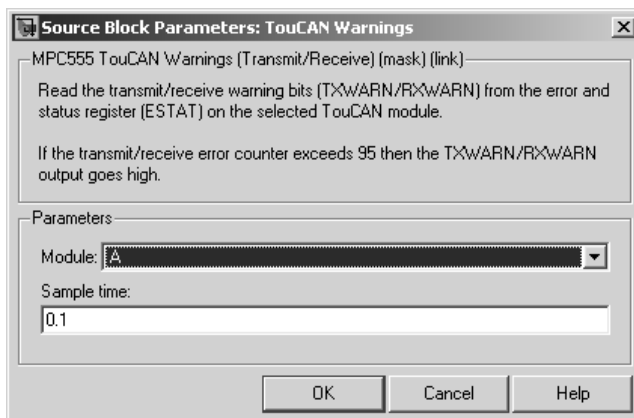 Source Block Parameters: TouCAN Warnings
MPC555 TouCAN Warnings (Transmit/Receive) (mask) (link)
Read the transmit/receive warning bits (TXWARN/RXWARN) from the error and
status register (ESTAT) on the selected TouCAN module.
If the transmit/receive error counter exceeds 95 then the TXWARN/RXWARN
output goes high.
Parameters
Module: A
Sample time:
0.1
OK Cancel Help